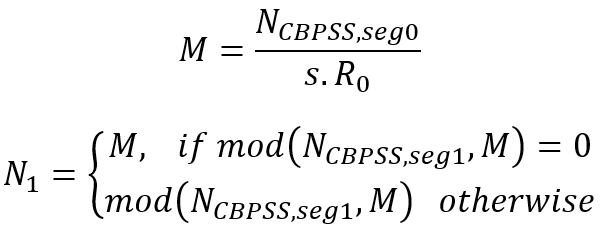 M = N_{CBPSS,seg0} / s.R_0
N_1 = { M, if mod(N_{CBPSS,seg1}, M) = 0
mod(N_{CBPSS,seg1}, M) otherwise